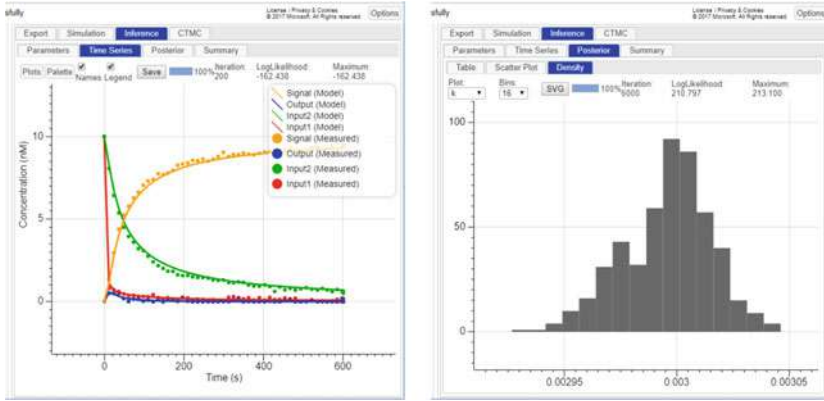 sfully
License | Privacy & Cookies
© 2017 Microsoft. All Rights reserved
Options
Export Simulation Inference CTMC
Parameters Time Series Posterior Summary
Plots Palette Names Legend Save 100% Iteration: 200 LogLikelihood -162.438 Maximum: -162.438
Signal (Model)
Output (Model)
Input2 (Model)
Input1 (Model)
Signal (Measured)
Output (Measured)
Input2 (Measured)
Input1 (Measured)
Concentration (nM)
10
5
0
0 200 400 600
Time (s)
sfully
License | Privacy & Cookies
© 2017 Microsoft. All Rights reserved
Options
Export Simulation Inference CTMC
Parameters Time Series Posterior Summary
Table Scatter Plot Density
Plot: k Bins: 16 SVG 100% Iteration: LogLikelihood 210.797 Maximum: 213.100
100
50
0
0.00295 0.003 0.00305